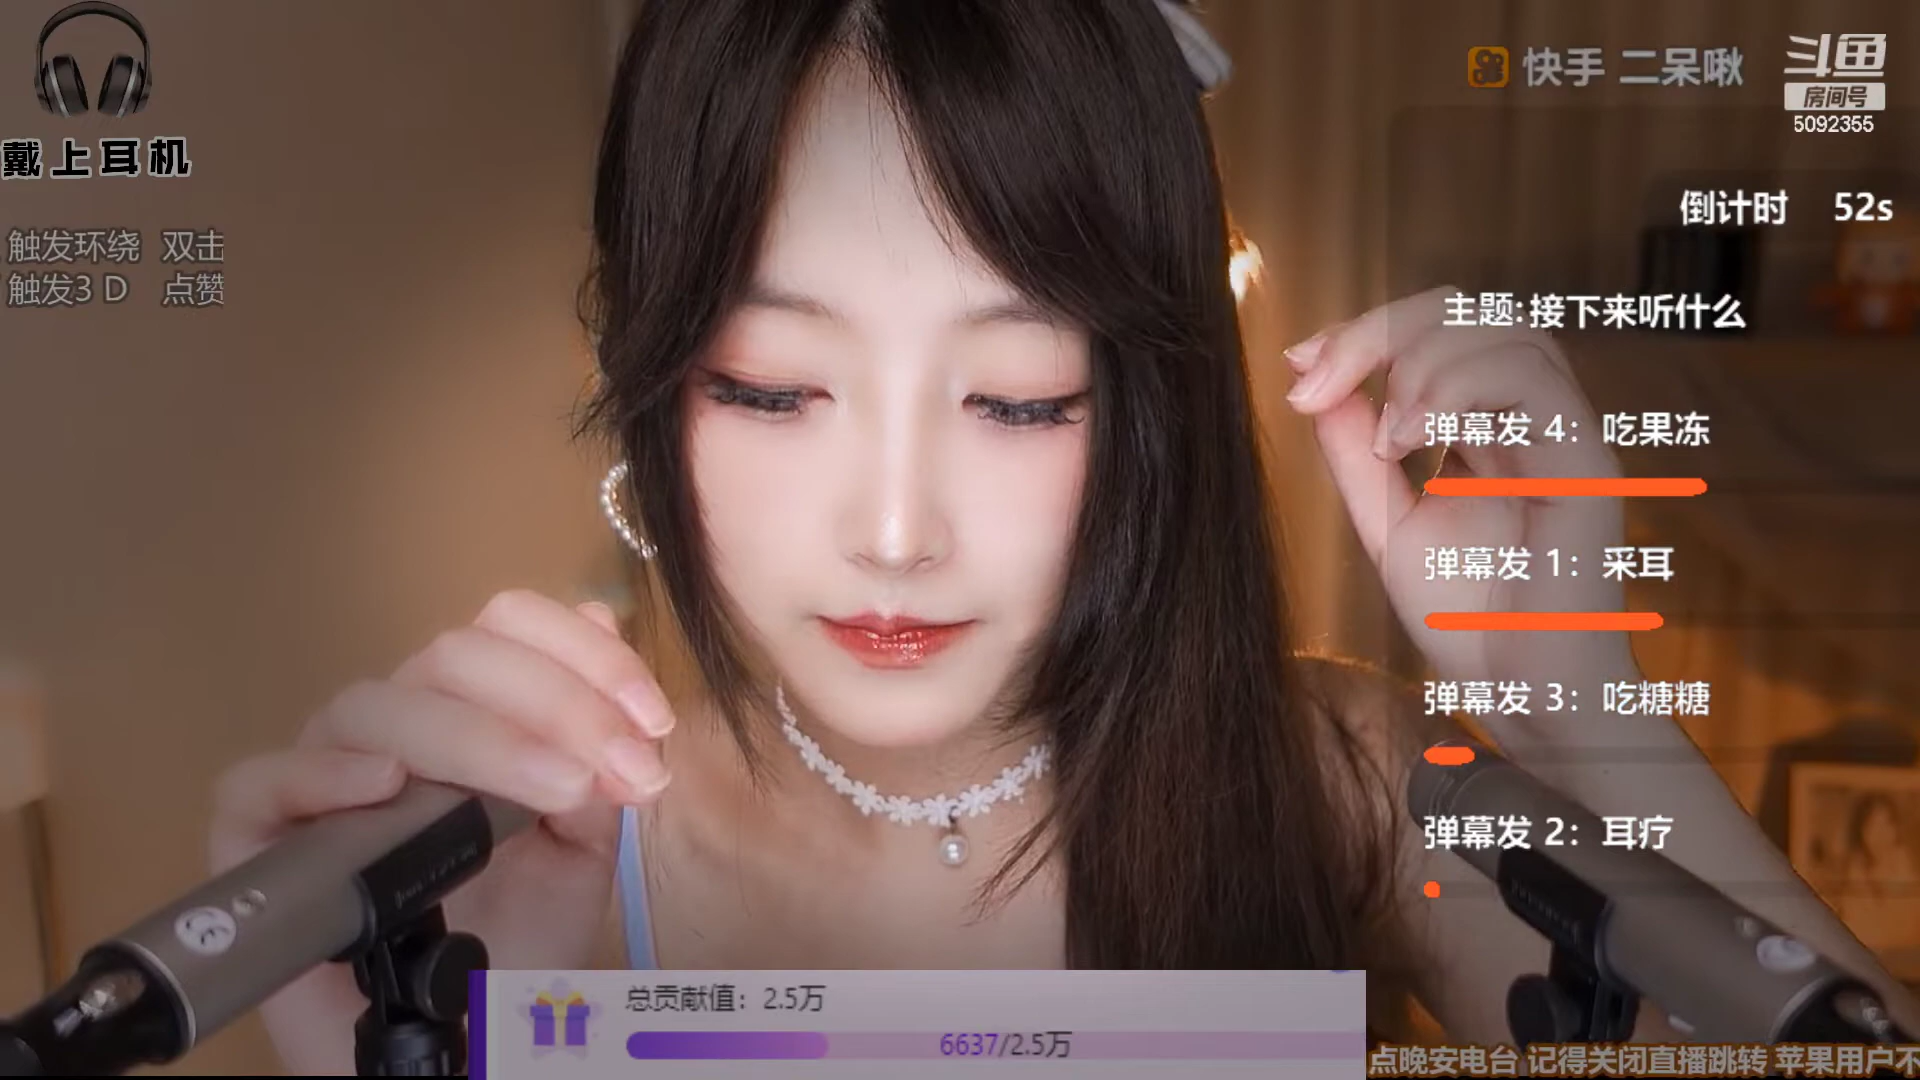 戴上耳机
触发环绕 双击
触发3D 点赞
快手 二呆啾
斗鱼
房间号
5092355
倒计时 52s
主题:接下来听什么
弹幕发 4：吃果冻
弹幕发 1：采耳
弹幕发 3：吃糖糖
弹幕发 2：耳疗
总贡献值：2.5万
6637/2.5万
点晚安电台 记得关闭直播跳转 苹果用户不